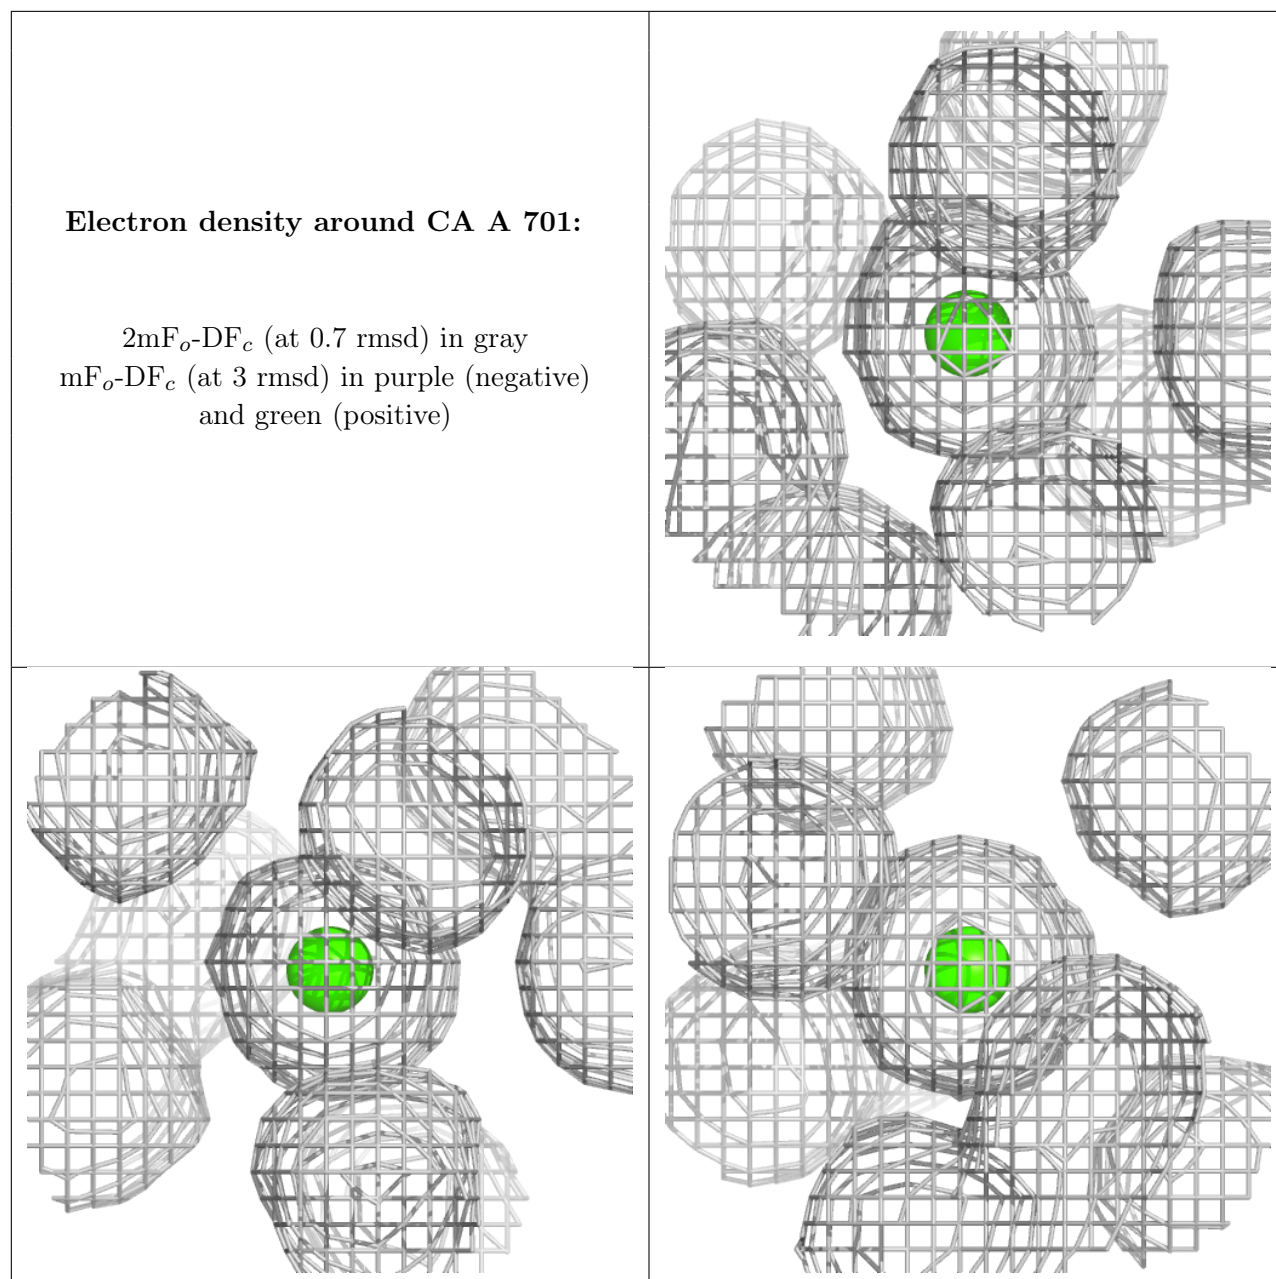 Electron density around CA A 701:
2mFo-DFc (at 0.7 rmsd) in gray
mFo-DFc (at 3 rmsd) in purple (negative)
and green (positive)